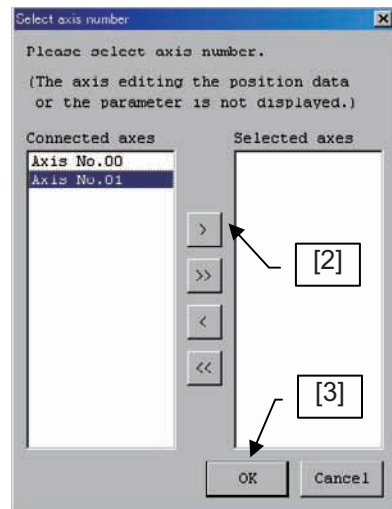 Select axis number
Please select axis number.
(The axis editing the position data
or the parameter is not displayed.)
Connected axes
Selected axes
Axis No.00
Axis No.01
>
[2]
>>
<
<<
[3]
OK
Cancel